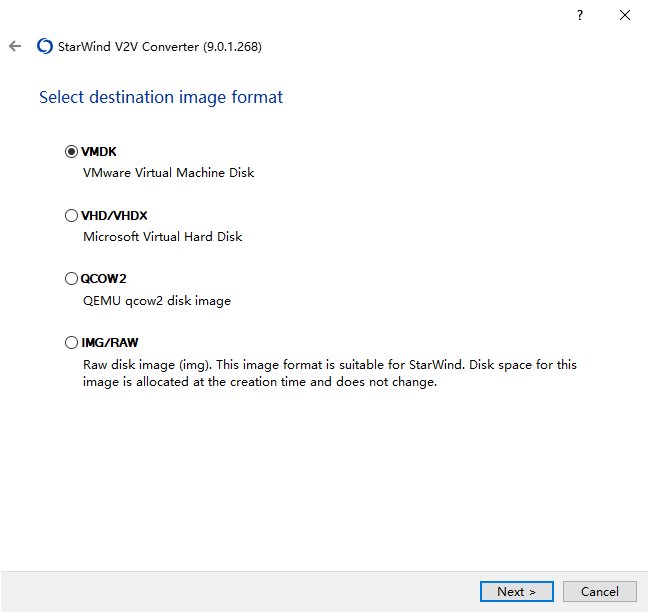 ?
StarWind V2V Converter (9.0.1.268)
Select destination image format
VMDK
VMware Virtual Machine Disk
VHD/VHDX
Microsoft Virtual Hard Disk
QCOW2
QEMU qcow2 disk image
IMG/RAW
Raw disk image (img). This image format is suitable for StarWind. Disk space for this
image is allocated at the creation time and does not change.
Next >
Cancel